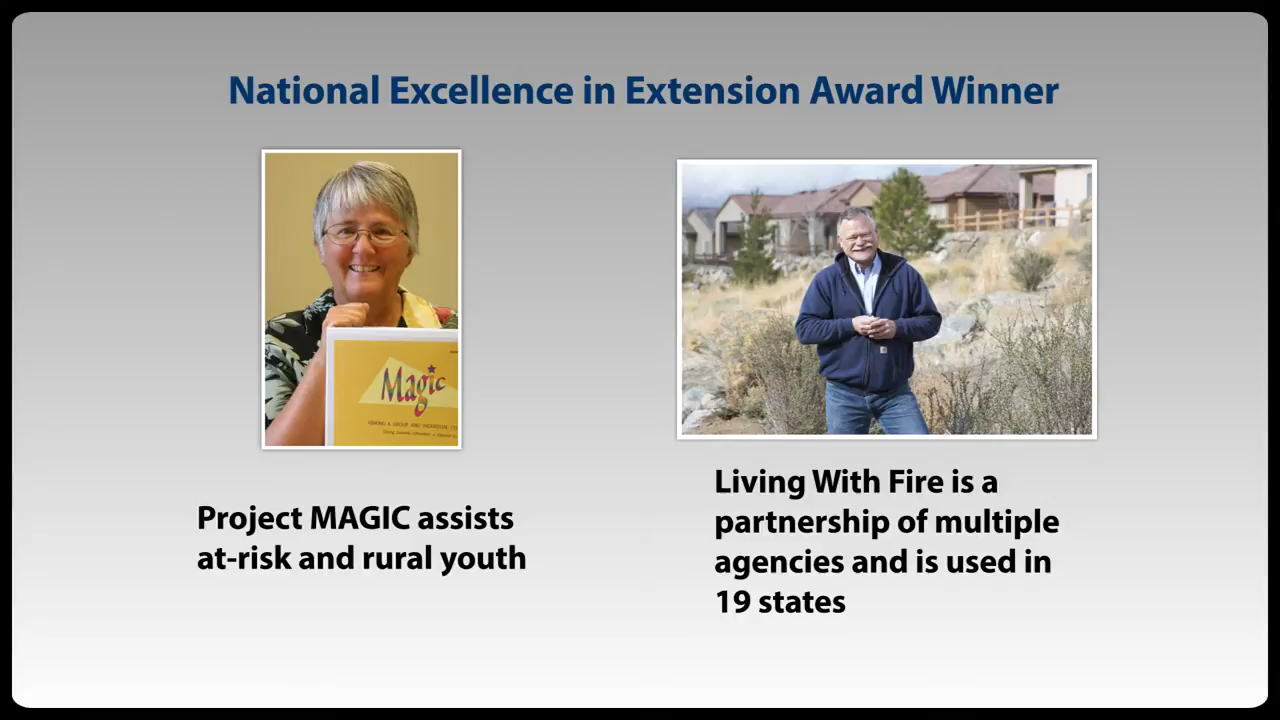 National Excellence in Extension Award Winner
Magic
Project MAGIC assists
at-risk and rural youth
Living With Fire is a
partnership of multiple
agencies and is used in
19 states